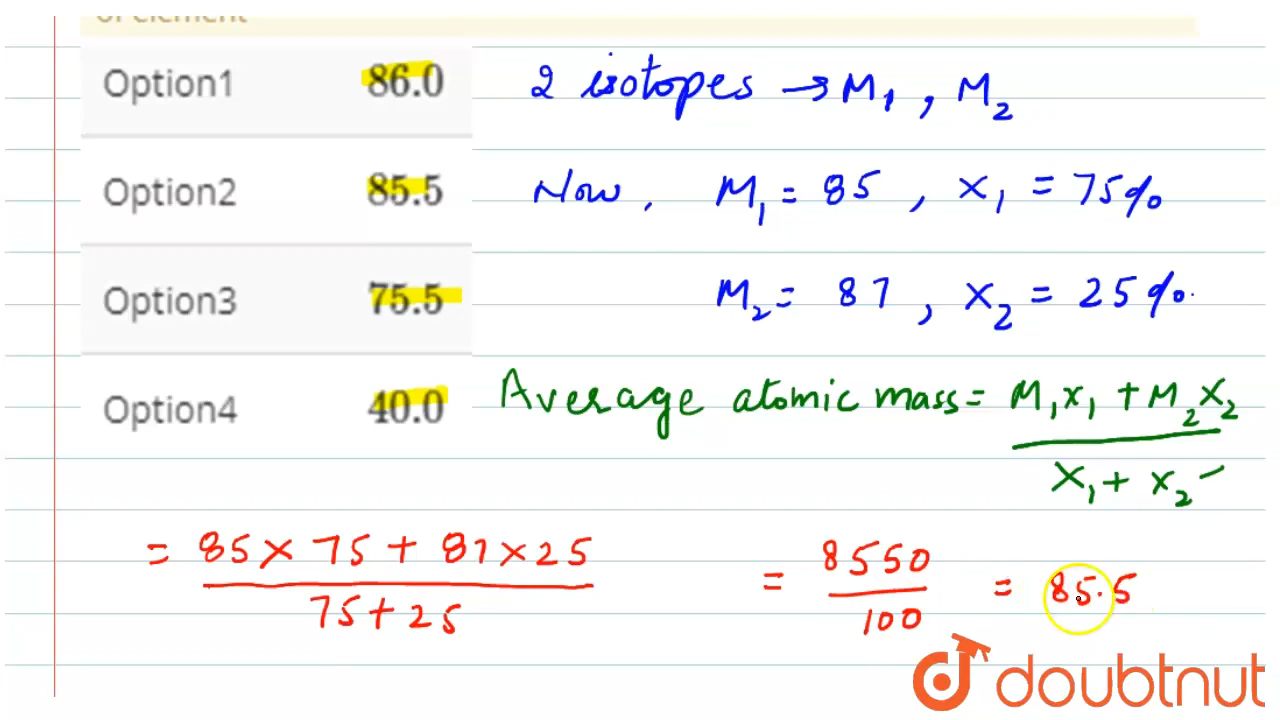 of element
Option1 86.0
Option2 85.5
Option3 75.5
Option4 40.0
2 isotopes → M₁, M₂
Now, M₁ = 85, x₁ = 75%
M₂ = 87, x₂ = 25%.
Average atomic mass = M₁x₁ + M₂x₂
x₁ + x₂
= 85 × 75 + 87 × 25
75 + 25
= 8550
100
= 85.5
doubtnut